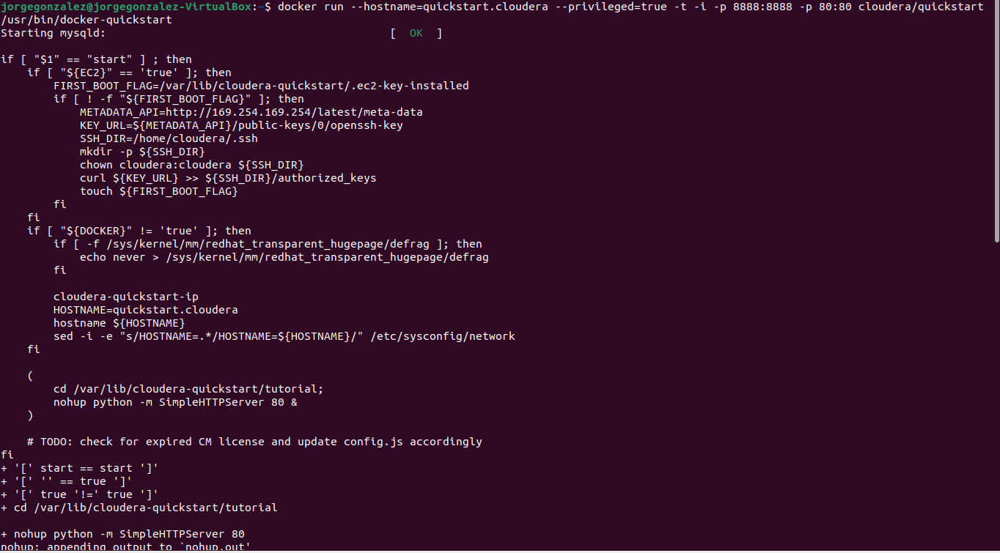 jorgegonzalez@jorgegonzalez-VirtualBox:~$ docker run --hostname=quickstart.cloudera --privileged=true -t -i -p 8888:8888 -p 80:80 cloudera/quickstart
/usr/bin/docker-quickstart
Starting mysqld:                                           [  OK  ]

if [ "$1" == "start" ] ; then
    if [ "${EC2}" == 'true' ]; then
        FIRST_BOOT_FLAG=/var/lib/cloudera-quickstart/.ec2-key-installed
        if [ ! -f "${FIRST_BOOT_FLAG}" ]; then
            METADATA_API=http://169.254.169.254/latest/meta-data
            KEY_URL=${METADATA_API}/public-keys/0/openssh-key
            SSH_DIR=/home/cloudera/.ssh
            mkdir -p ${SSH_DIR}
            chown cloudera:cloudera ${SSH_DIR}
            curl ${KEY_URL} >> ${SSH_DIR}/authorized_keys
            touch ${FIRST_BOOT_FLAG}
        fi
    fi
    if [ "${DOCKER}" != 'true' ]; then
        if [ -f /sys/kernel/mm/redhat_transparent_hugepage/defrag ]; then
            echo never > /sys/kernel/mm/redhat_transparent_hugepage/defrag
        fi

        cloudera-quickstart-ip
        HOSTNAME=quickstart.cloudera
        hostname ${HOSTNAME}
        sed -i -e "s/HOSTNAME=.*/HOSTNAME=${HOSTNAME}/" /etc/sysconfig/network
    fi

    (
        cd /var/lib/cloudera-quickstart/tutorial;
        nohup python -m SimpleHTTPServer 80 &
    )

    # TODO: check for expired CM license and update config.js accordingly
fi
+ '[' start == start ']'
+ '[' '' == true ']'
+ '[' true '!=' true ']'
+ cd /var/lib/cloudera-quickstart/tutorial

+ nohup python -m SimpleHTTPServer 80
nohup: appending output to `nohup.out'